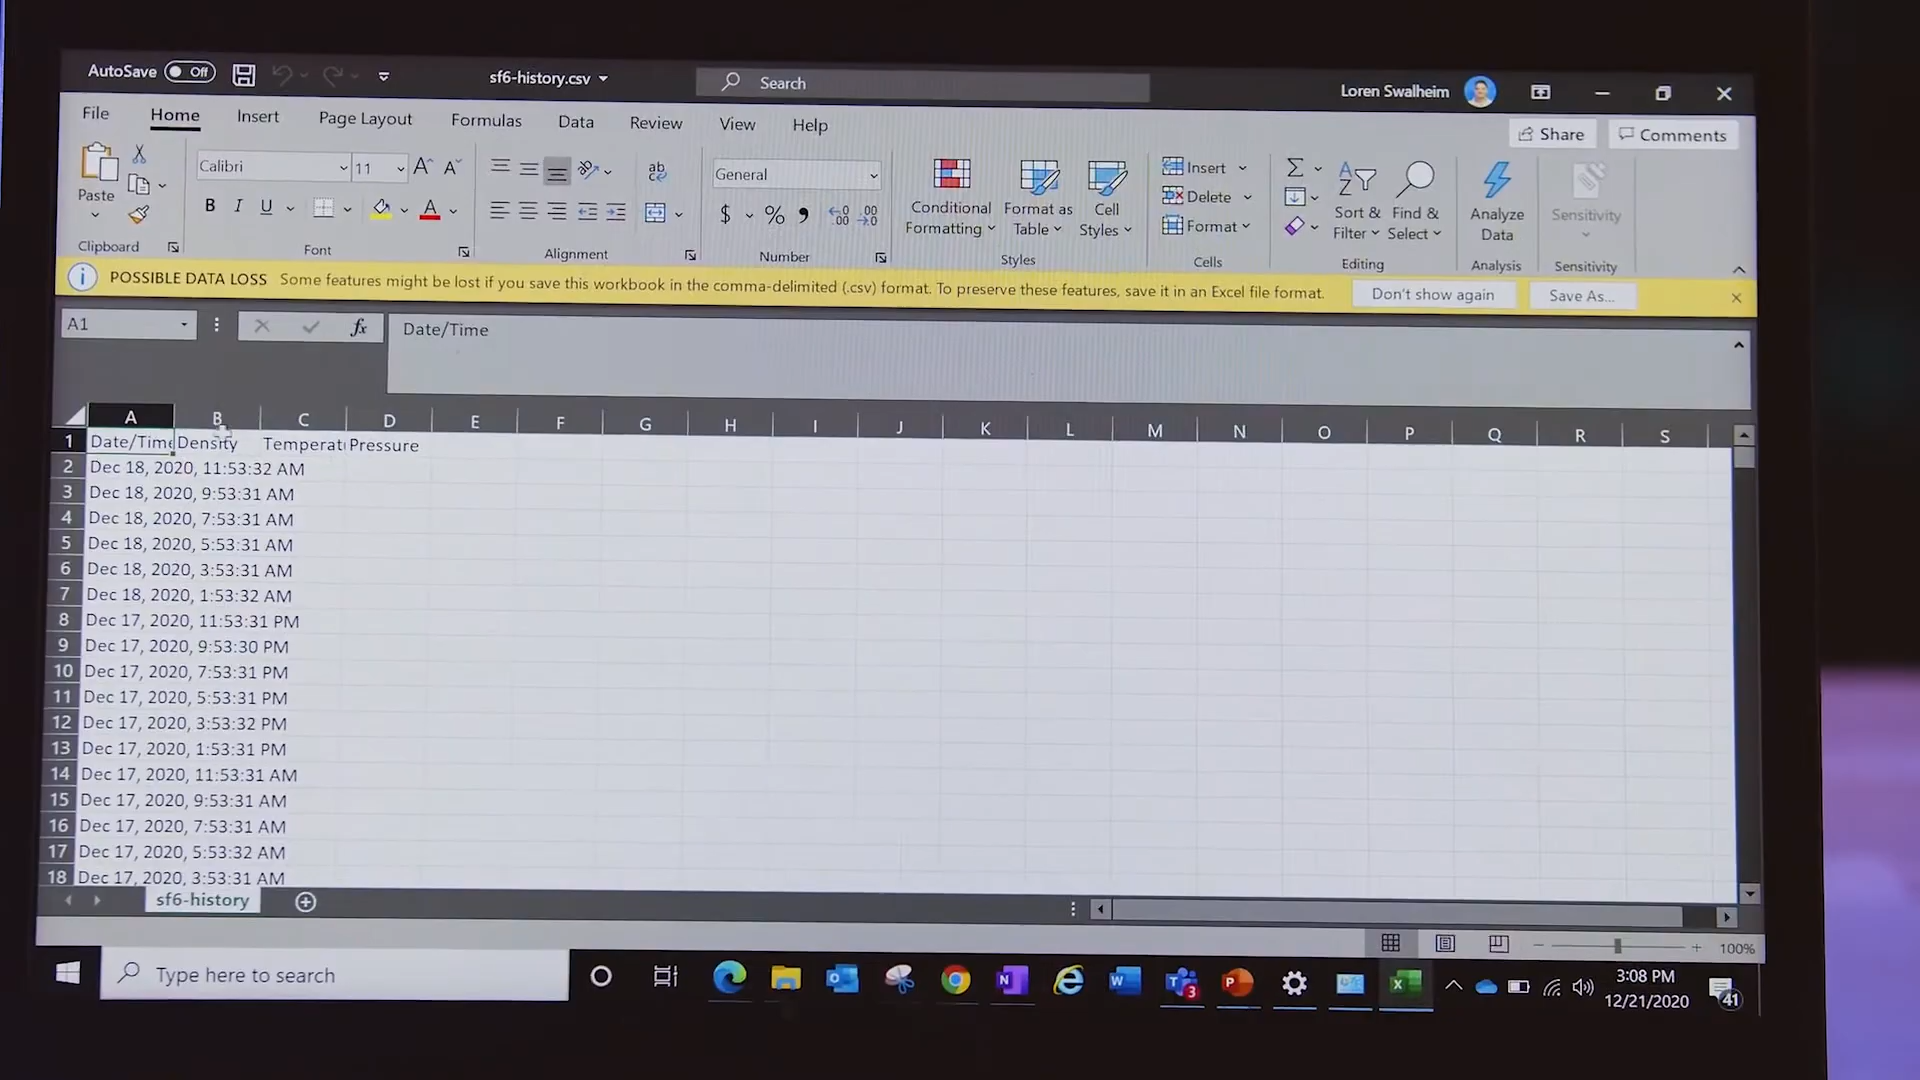 AutoSave Off sf6-history.csv Search Loren Swalheim
File Home Insert Page Layout Formulas Data Review View Help Share Comments
Paste Calibri 11 General Conditional Formatting Format as Table Cell Styles Insert Delete Format Sort & Filter Find & Select Analyze Data Sensitivity
B I U $ %
Clipboard Font Alignment Number Styles Cells Editing Analysis Sensitivity
POSSIBLE DATA LOSS Some features might be lost if you save this workbook in the comma-delimited (.csv) format. To preserve these features, save it in an Excel file format. Don't show again Save As...
A1 fx Date/Time
A B C D E F G H I J K L M N O P Q R S
1 Date/Time Density Temperatu Pressure
2 Dec 18, 2020, 11:53:32 AM
3 Dec 18, 2020, 9:53:31 AM
4 Dec 18, 2020, 7:53:31 AM
5 Dec 18, 2020, 5:53:31 AM
6 Dec 18, 2020, 3:53:31 AM
7 Dec 18, 2020, 1:53:32 AM
8 Dec 17, 2020, 11:53:31 PM
9 Dec 17, 2020, 9:53:30 PM
10 Dec 17, 2020, 7:53:31 PM
11 Dec 17, 2020, 5:53:31 PM
12 Dec 17, 2020, 3:53:32 PM
13 Dec 17, 2020, 1:53:31 PM
14 Dec 17, 2020, 11:53:31 AM
15 Dec 17, 2020, 9:53:31 AM
16 Dec 17, 2020, 7:53:31 AM
17 Dec 17, 2020, 5:53:32 AM
18 Dec 17, 2020, 3:53:31 AM
sf6-history
100%
Type here to search 3:08 PM
12/21/2020 41